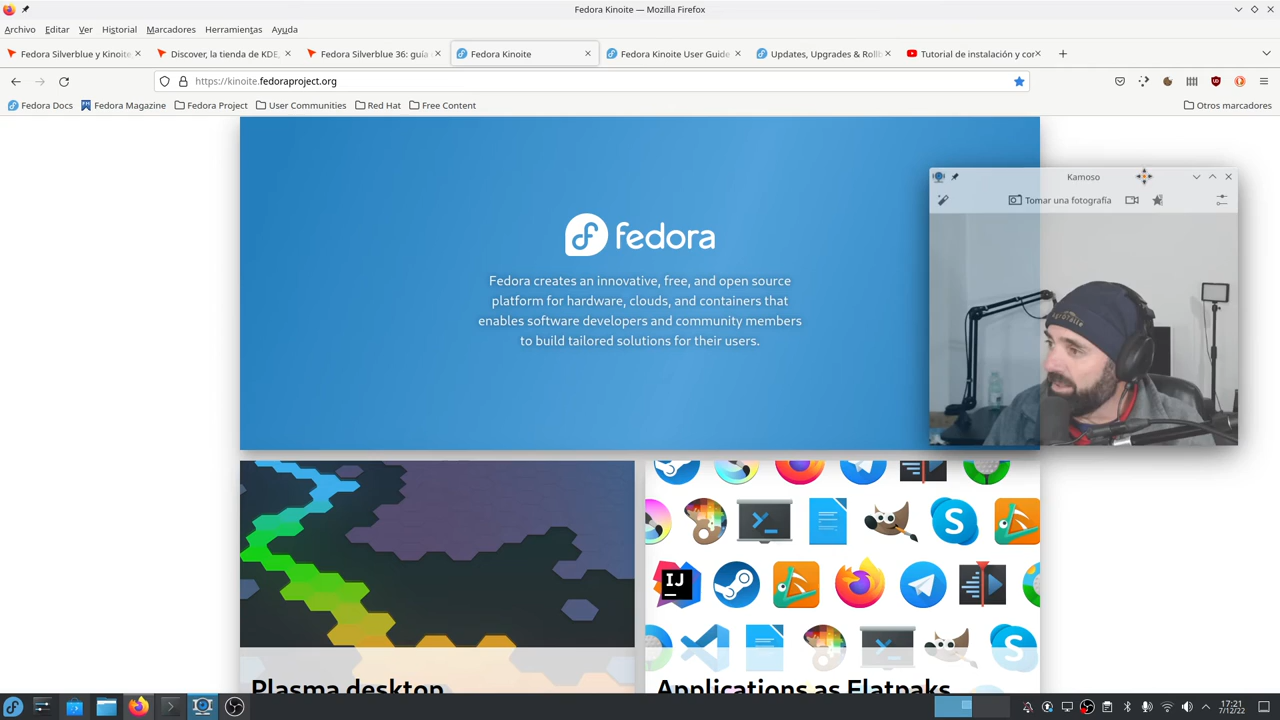 Fedora Kinoite — Mozilla Firefox
Archivo Editar Ver Historial Marcadores Herramientas Ayuda
Fedora Silverblue y Kinoite
Discover, la tienda de KDE,
Fedora Silverblue 36: guía
Fedora Kinoite
Fedora Kinoite User Guide
Updates, Upgrades & Rollb
Tutorial de instalación y con
https://kinoite.fedoraproject.org
Fedora Docs Fedora Magazine Fedora Project User Communities Red Hat Free Content Otros marcadores
fedora
Fedora creates an innovative, free, and open source
platform for hardware, clouds, and containers that
enables software developers and community members
to build tailored solutions for their users.
Kamoso
Tomar una fotografía
IJ
S
Plasma desktop
Applications as Flatpaks
17:21
7/12/22